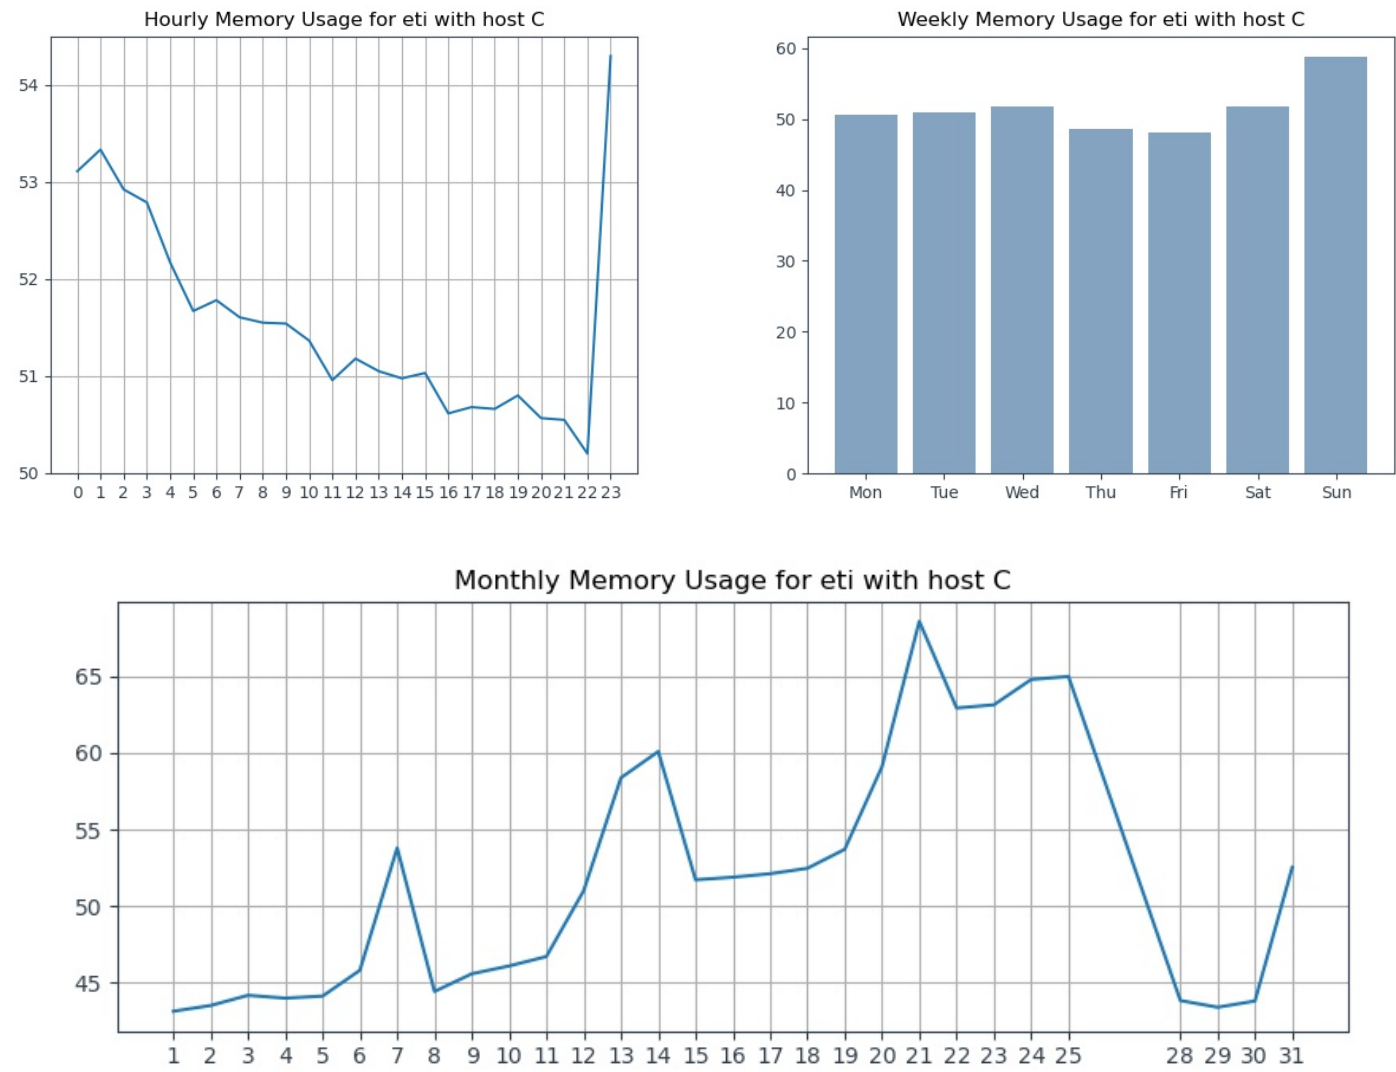 Hourly Memory Usage for eti with host C
54
53
52
51
50
0 1 2 3 4 5 6 7 8 9 10 11 12 13 14 15 16 17 18 19 20 21 22 23
Weekly Memory Usage for eti with host C
60
50
40
30
20
10
0
Mon Tue Wed Thu Fri Sat Sun
Monthly Memory Usage for eti with host C
65
60
55
50
45
1 2 3 4 5 6 7 8 9 10 11 12 13 14 15 16 17 18 19 20 21 22 23 24 25 28 29 30 31